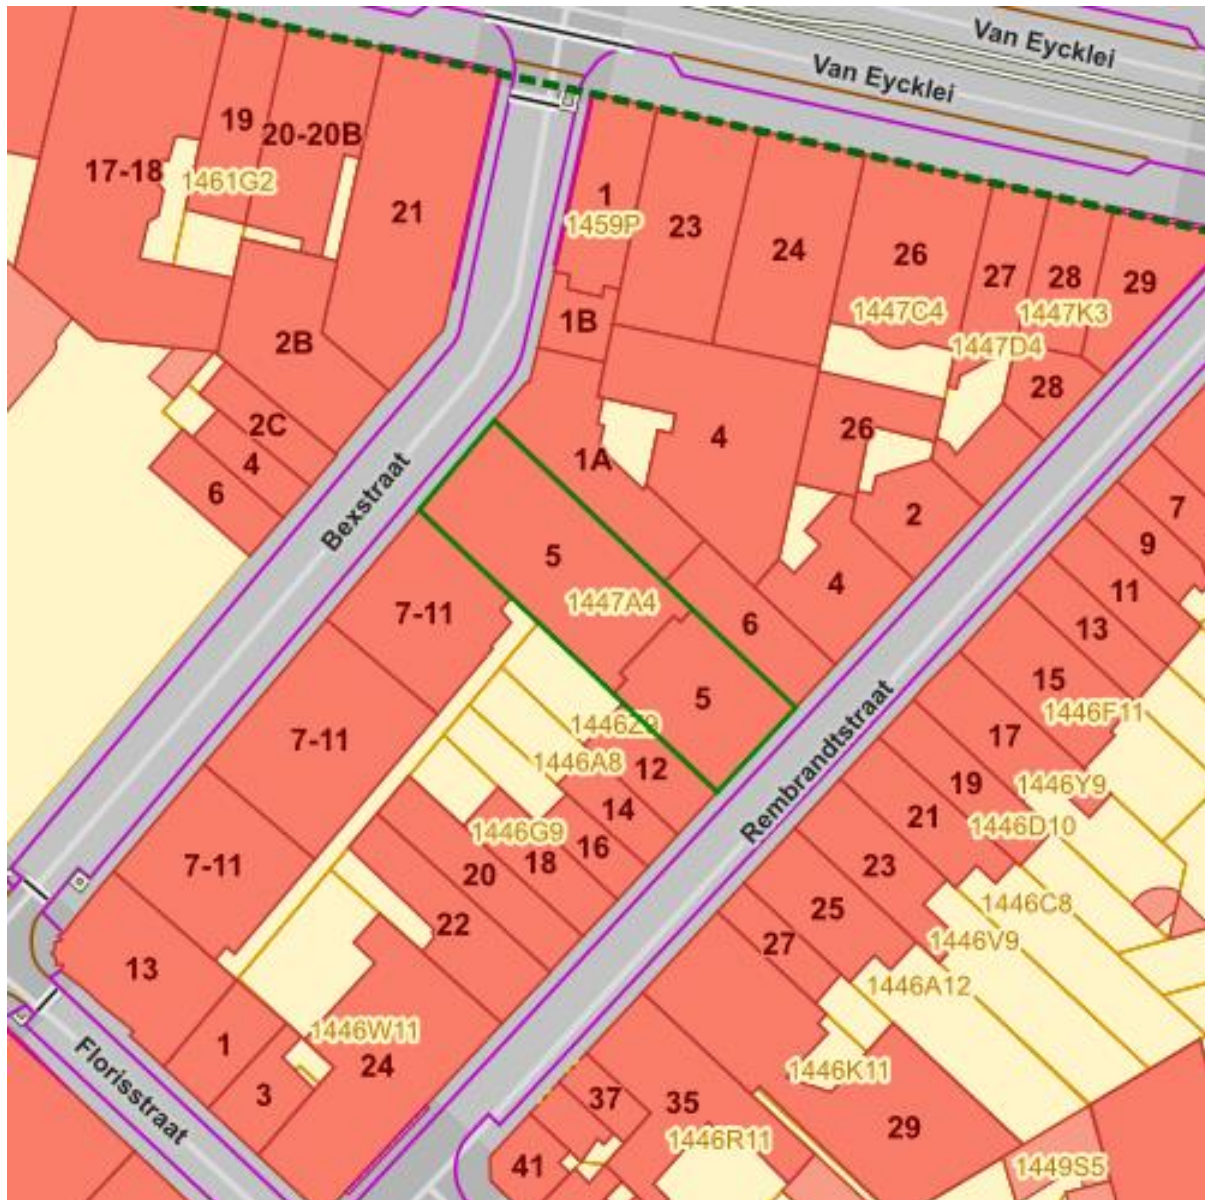 Van Eycklei
Van Eycklei
19
20-20B
17-18
1461G2
21
1
1459P
23
24
26
27
28
29
1447C4
1447K3
1447D4
1B
2B
28
2C
4
6
1A
4
26
2
7
9
Bexstraat
5
1447A4
4
11
6
13
7-11
15
5
1446F11
1446Z9
17
7-11
1446A8
12
Rembrandtstraat
19
1446Y9
14
21
1446D10
1446G9
16
18
20
23
7-11
1446C8
22
25
27
1446V9
13
1446A12
1446W11
1
24
3
Florisstraat
1446K11
37
35
29
1446R11
41
1449S5